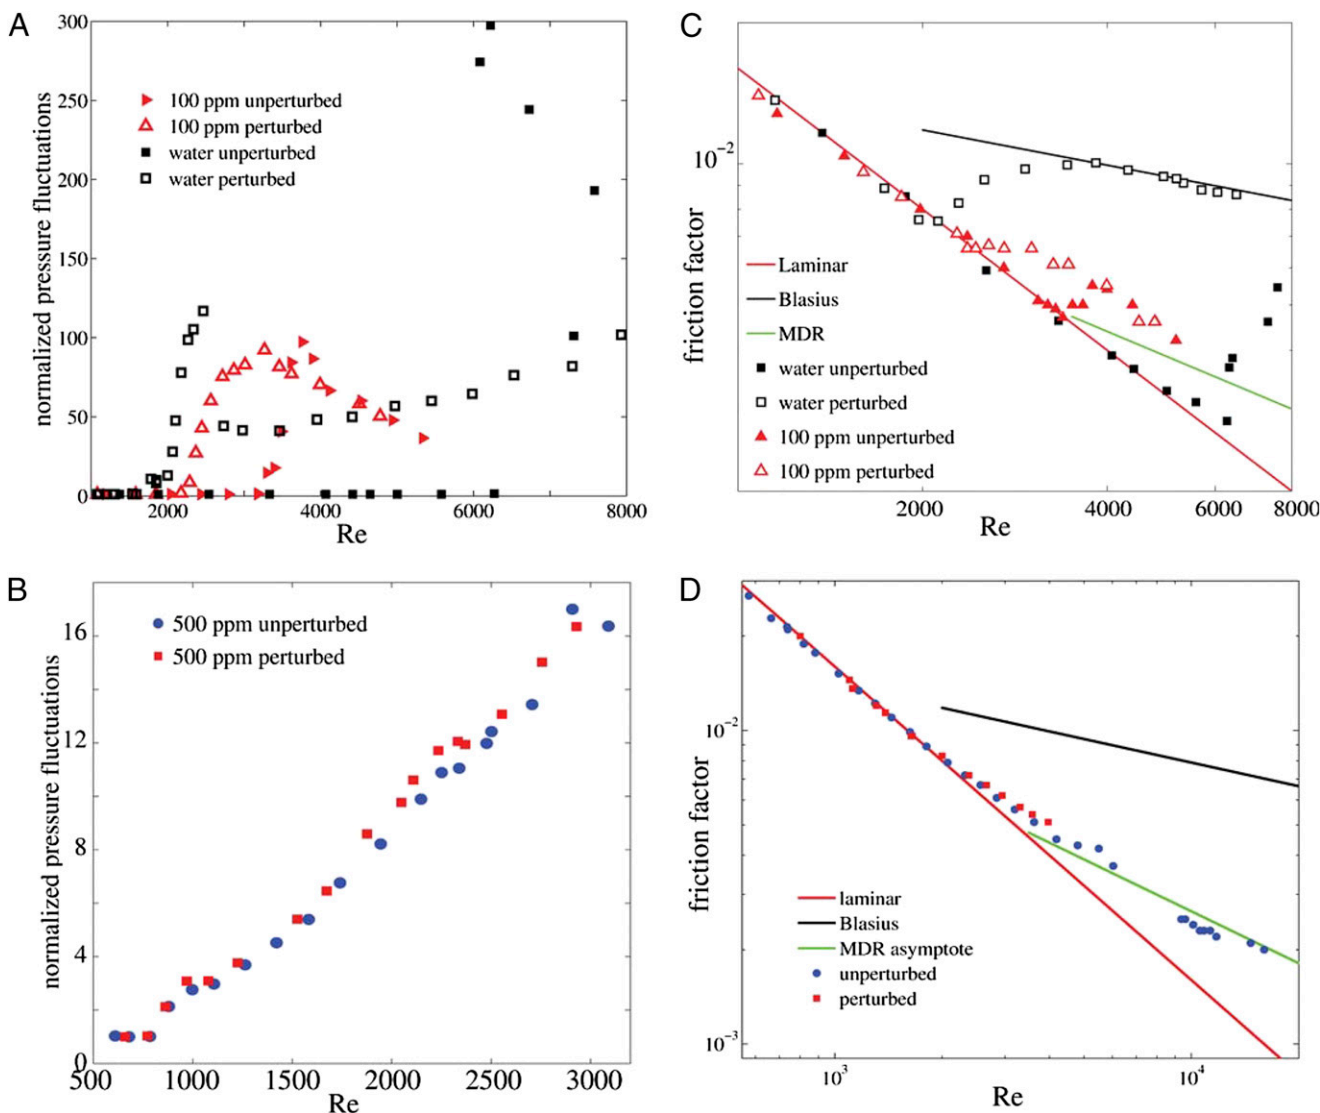 A
300
250
200
150
100
50
0
normalized pressure fluctuations
100 ppm unperturbed
100 ppm perturbed
water unperturbed
water perturbed
2000
4000
6000
8000
Re
C
10-2
friction factor
Laminar
Blasius
MDR
water unperturbed
water perturbed
100 ppm unperturbed
100 ppm perturbed
2000
4000
6000
8000
Re
B
16
12
8
4
0
normalized pressure fluctuations
500 ppm unperturbed
500 ppm perturbed
500
1000
1500
2000
2500
3000
Re
D
10-2
10-3
friction factor
laminar
Blasius
MDR asymptote
unperturbed
perturbed
103
104
Re